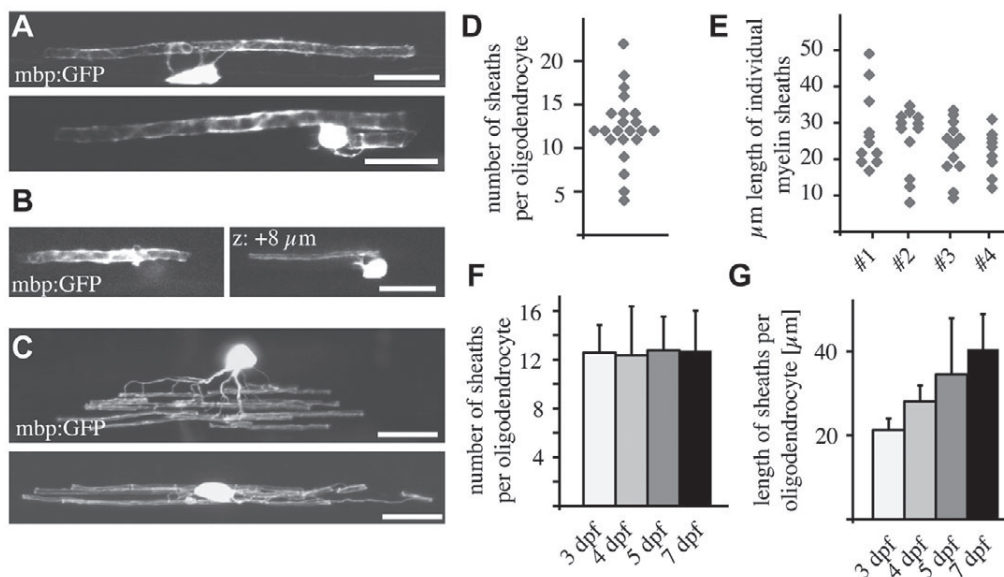 A
mbp:GFP
B
mbp:GFP
z: +8 µm
C
mbp:GFP
D
number of sheaths
per oligodendrocyte
20
15
10
5
E
µm length of individual
myelin sheaths
50
40
30
20
10
#1
#2
#3
#4
F
number of sheaths
per oligodendrocyte
16
12
8
4
3 dpf
4 dpf
5 dpf
7 dpf
G
length of sheaths per
oligodendrocyte [µm]
40
20
3 dpf
4 dpf
5 dpf
7 dpf